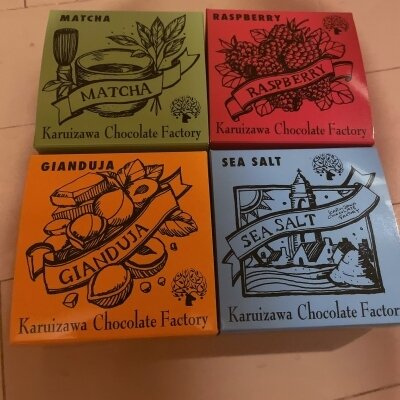 MATCHA
MATCHA
Karuizawa Chocolate Factory
RASPBERRY
RASPBERRY
Karuizawa Chocolate Factory
GIANDUJA
GIANDUJA
Karuizawa Chocolate Factory
SEA SALT
SEA SALT
Karuizawa Chocolate Factory